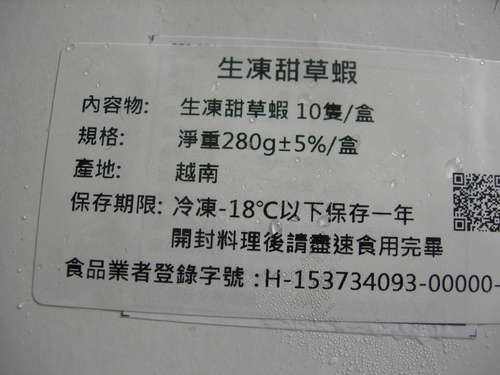 生凍甜草蝦
內容物: 生凍甜草蝦 10隻/盒
規格: 淨重280g±5%/盒
產地: 越南
保存期限: 冷凍-18℃以下保存一年
開封料理後請盡速食用完畢
食品業者登錄字號 :H-153734093-00000-